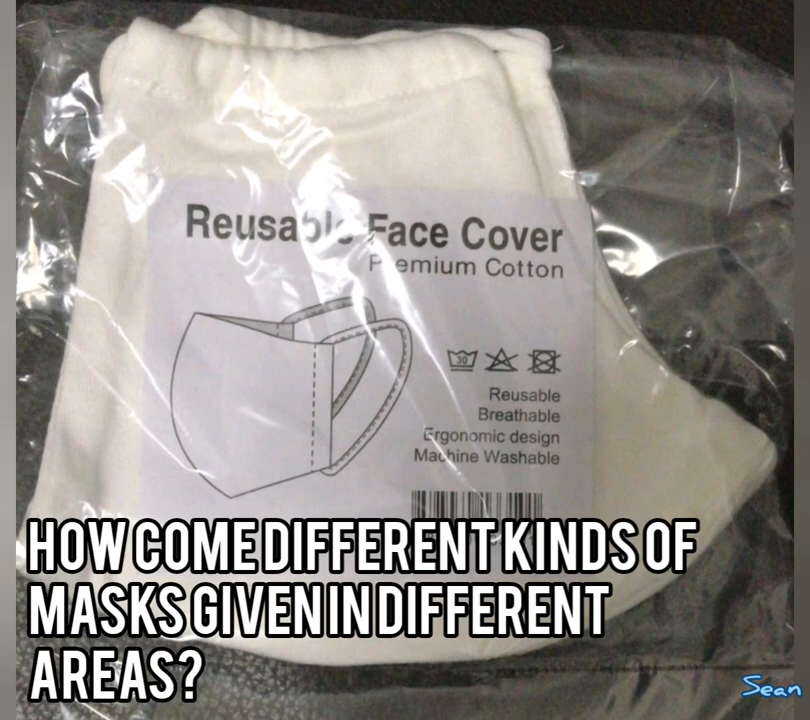 Reusable Face Cover
Premium Cotton
30
Reusable
Breathable
Ergonomic design
Machine Washable
HOW COME DIFFERENT KINDS OF
MASKS GIVEN IN DIFFERENT
AREAS?
Sean